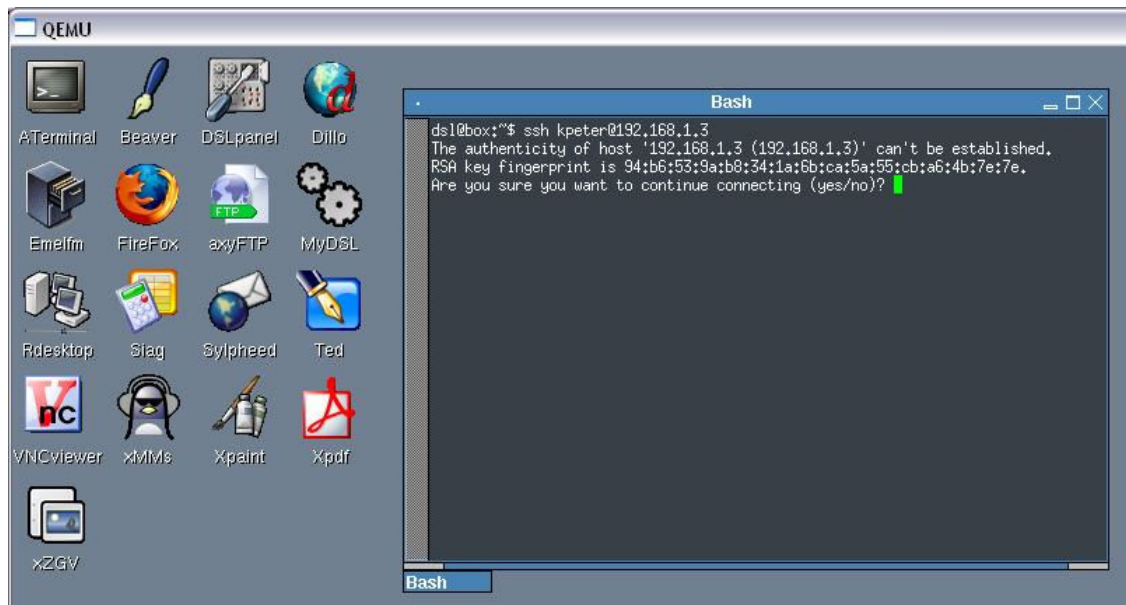 QEMU
ATerminal Beaver DSLpanel Dillo
Emelfm FireFox axyFTP MyDSL
FTP
Rdesktop Siag Sylpheed Ted
VNCviewer xMMs Xpaint Xpdf
xZGV
Bash
dsl@box:~$ ssh kpeter@192.168.1.3
The authenticity of host '192.168.1.3 (192.168.1.3)' can't be established.
RSA key fingerprint is 94:b6:53:9a:b8:34:1a:6b:ca:5a:55:cb:a6:4b:7e:7e.
Are you sure you want to continue connecting (yes/no)?
Bash